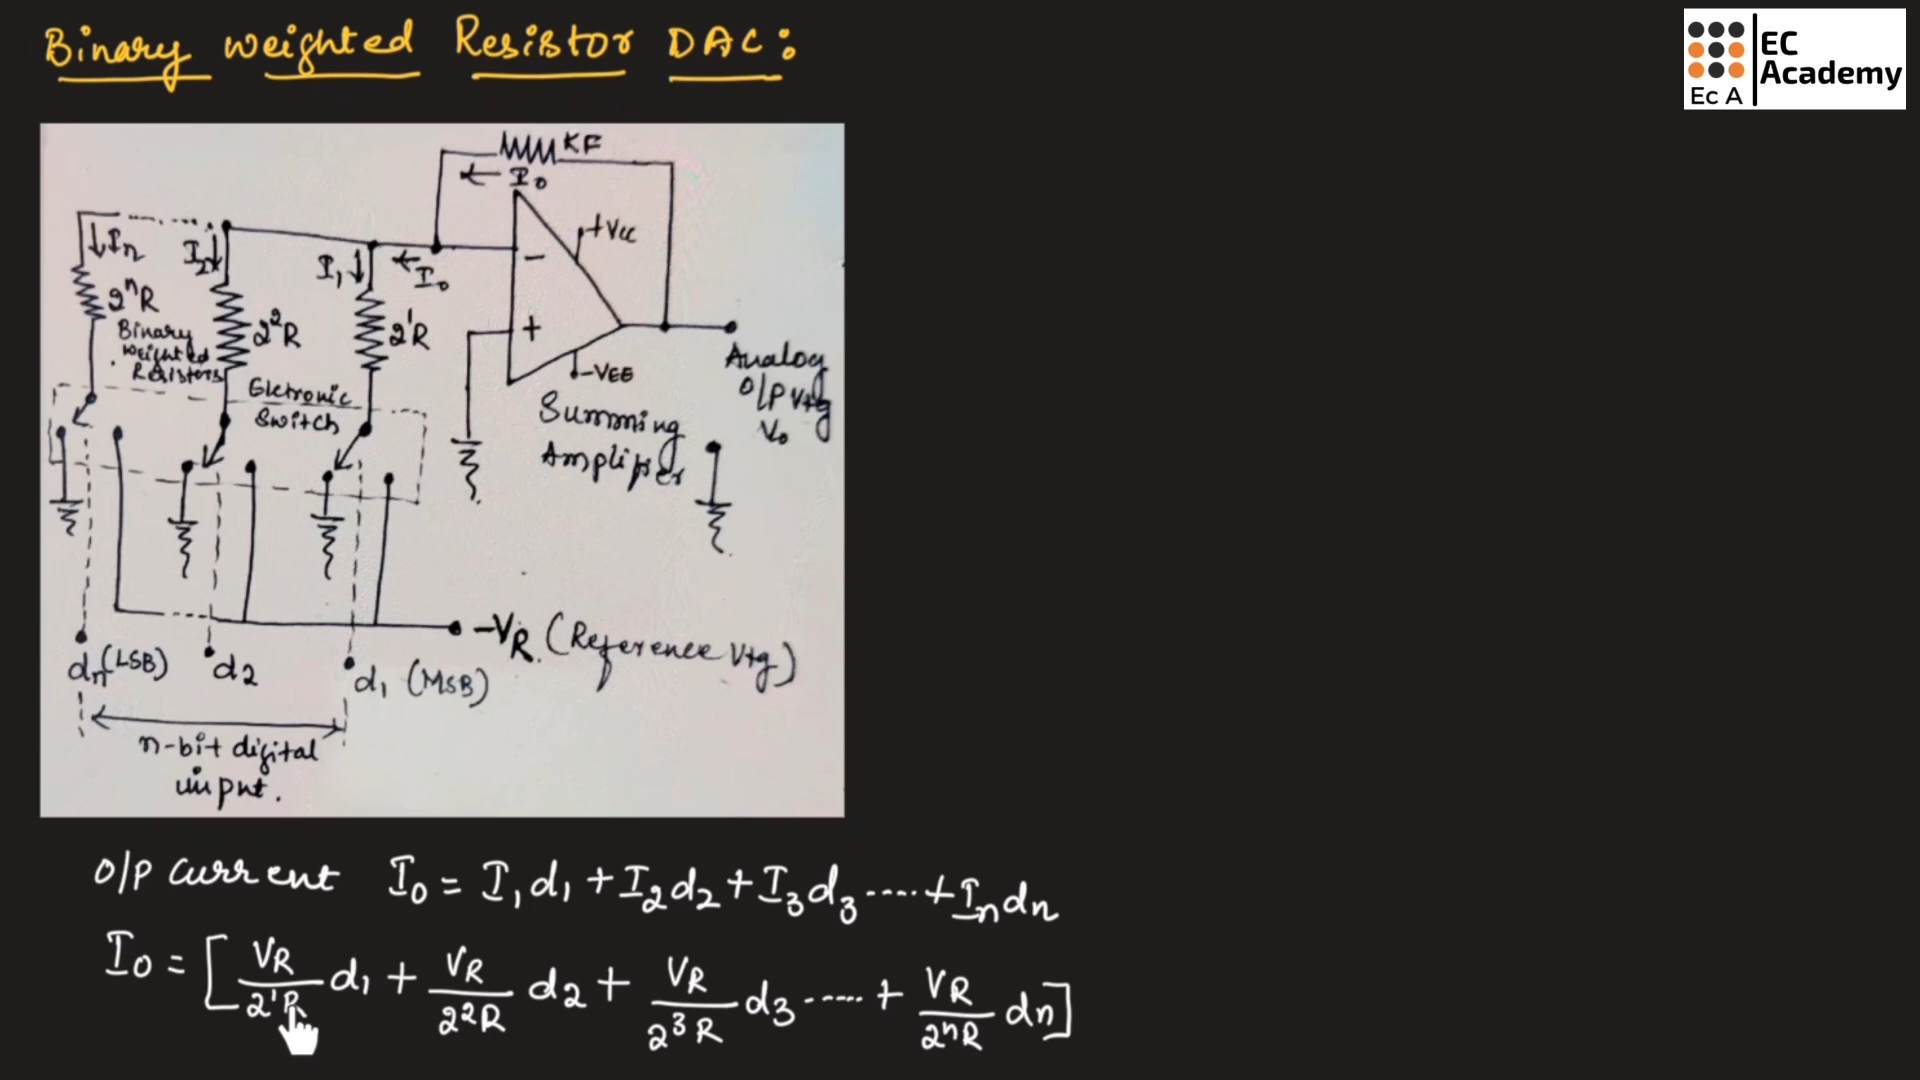 Binary weighted Resistor DAC:
EC
Academy
Ec A
KF
← I₀
+Vcc
↓In
I₂↓
I₁↓
←I₀
−
2ⁿR
2²R
2¹R
+
Binary
Weighted
Resistors
-VEE
Analog
O/P Vtg
V₀
Eletronic
Switch
Summing
Amplifier
-VR (Reference Vtg)
dn(LSB)
d2
d₁ (MSB)
n-bit digital
input.
O/P current I₀ = I₁d₁ + I₂d₂ + I₃d₃ ..... + Indn
I₀ = [VR/2¹R d₁ + VR/2²R d₂ + VR/2³R d₃ ..... + VR/2ⁿR dn]